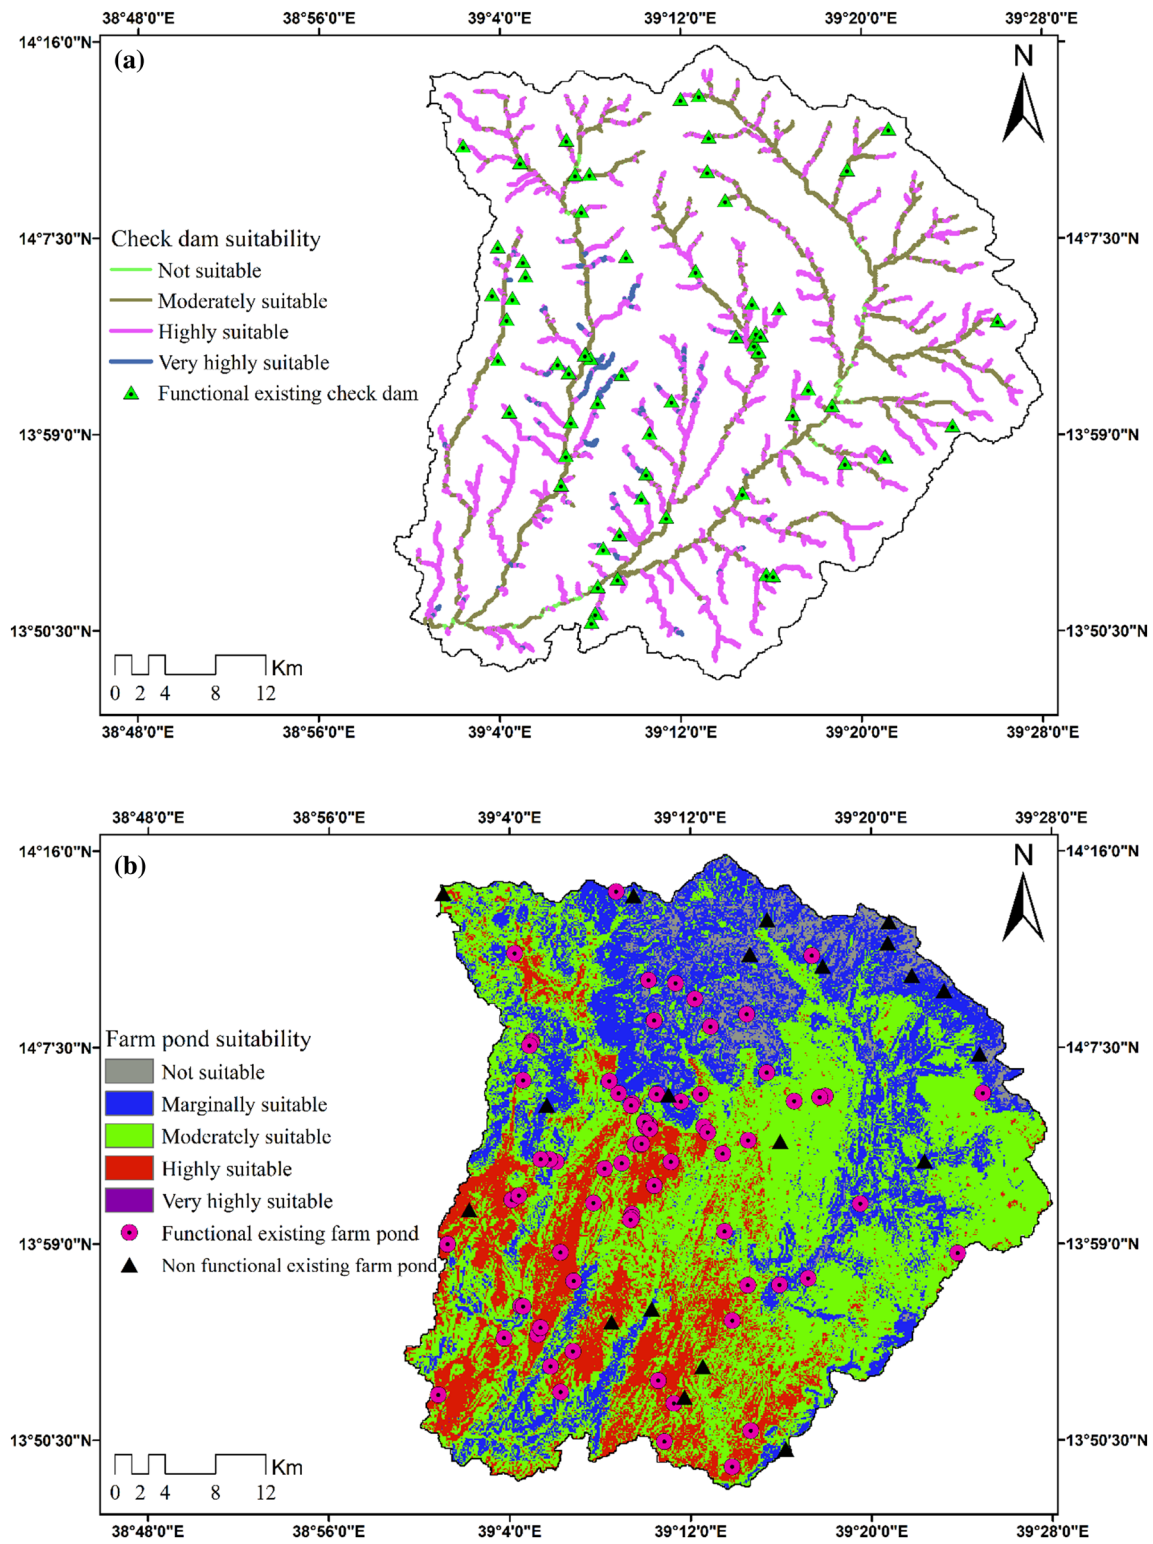 38°48'0"E 38°56'0"E 39°4'0"E 39°12'0"E 39°20'0"E 39°28'0"E
14°16'0"N
(a)
N
14°7'30"N 14°7'30"N
Check dam suitability
Not suitable
Moderately suitable
Highly suitable
Very highly suitable
Functional existing check dam
13°59'0"N 13°59'0"N
13°50'30"N 13°50'30"N
Km
0 2 4 8 12
38°48'0"E 38°56'0"E 39°4'0"E 39°12'0"E 39°20'0"E 39°28'0"E
38°48'0"E 38°56'0"E 39°4'0"E 39°12'0"E 39°20'0"E 39°28'0"E
14°16'0"N 14°16'0"N
(b)
N
Farm pond suitability
14°7'30"N 14°7'30"N
Not suitable
Marginally suitable
Moderately suitable
Highly suitable
Very highly suitable
Functional existing farm pond
13°59'0"N 13°59'0"N
Non functional existing farm pond
13°50'30"N 13°50'30"N
Km
0 2 4 8 12
38°48'0"E 38°56'0"E 39°4'0"E 39°12'0"E 39°20'0"E 39°28'0"E